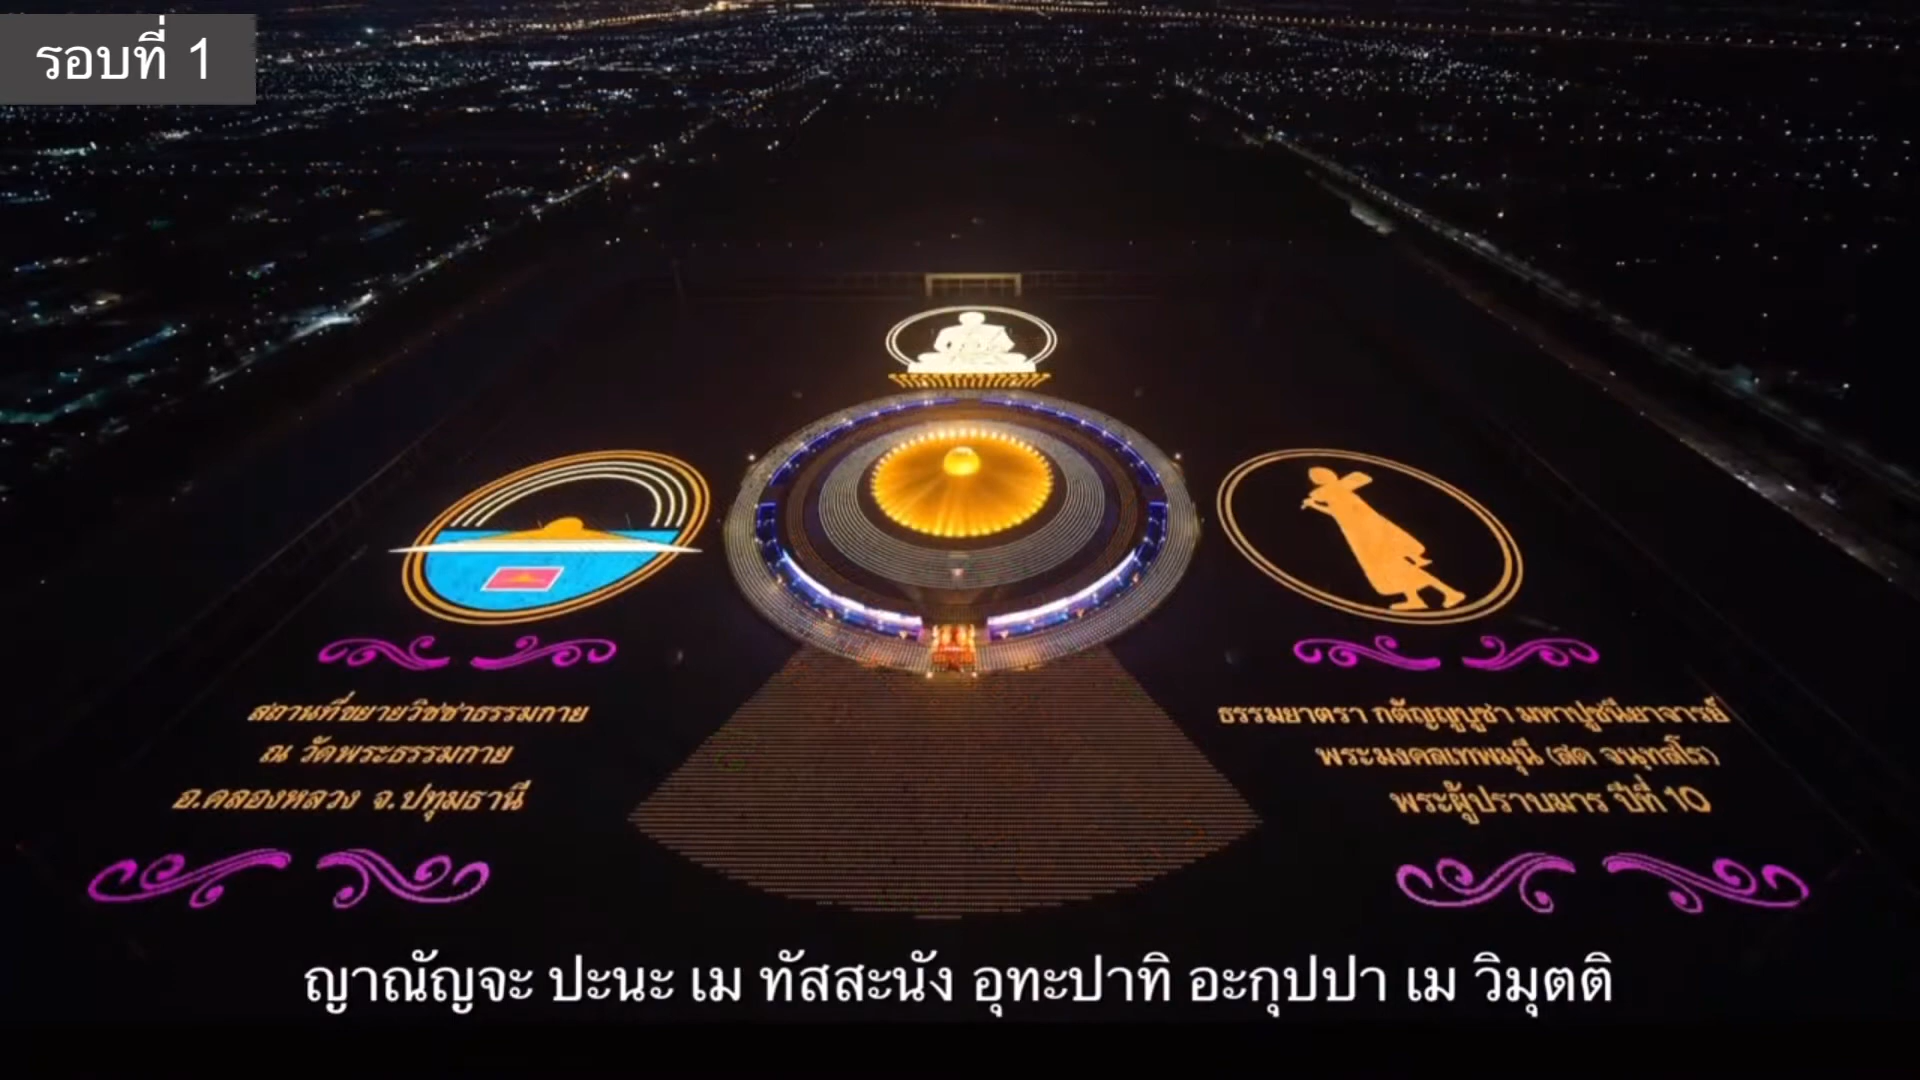 รอบที่ 1
สถานที่ขยายวิชชาธรรมกาย
ณ วัดพระธรรมกาย
อ.คลองหลวง จ.ปทุมธานี
ธรรมยาตรา กตัญญูบูชา มหาปูชนียาจารย์
พระมงคลเทพมุนี (สด จนฺทสโร)
พระผู้ปราบมาร ปีที่ 10
ญาณัญจะ ปะนะ เม ทัสสะนัง อุทะปาทิ อะกุปปา เม วิมุตติ